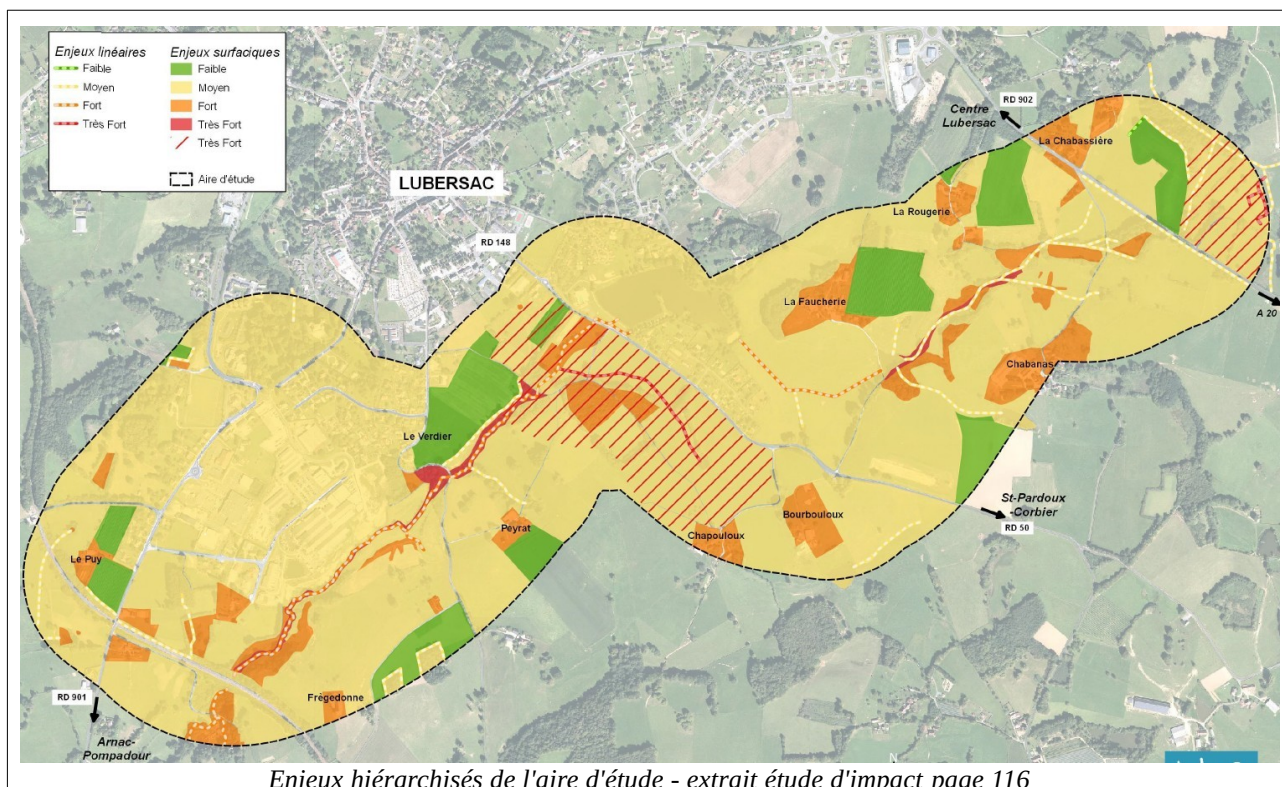 Enjeux linéaires
Faible
Moyen
Fort
Très Fort
Enjeux surfaciques
Faible
Moyen
Fort
Très Fort
Très Fort
Aire d'étude
LUBERSAC
RD 148
Centre
Lubersac
RD 902
La Chabassière
La Rougerie
La Faucherie
A 20
Chabanas
Le Verdier
St-Pardoux
-Corbier
RD 50
Bourbouloux
Chapouloux
Peyrat
Le Puy
Frégedonne
RD 901
Arnac-
Pompadour
Enjeux hiérarchisés de l'aire d'étude - extrait étude d'impact page 116